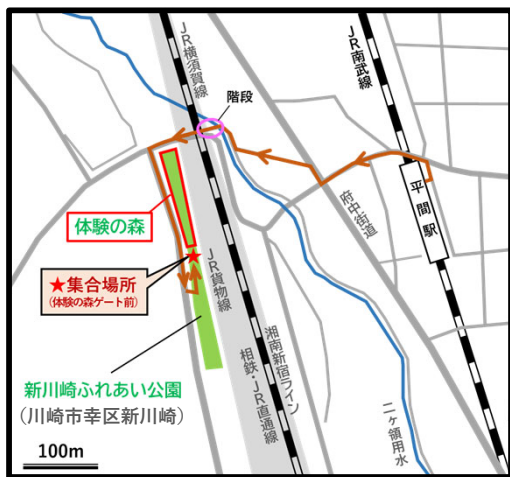 JR横須賀線
階段
JR南武線
平間駅
府中街道
体験の森
★集合場所
(体験の森ゲート前)
JR貨物線
湘南新宿ライン
相鉄・JR直通線
新川崎ふれあい公園
(川崎市幸区新川崎)
二ヶ領用水
100m